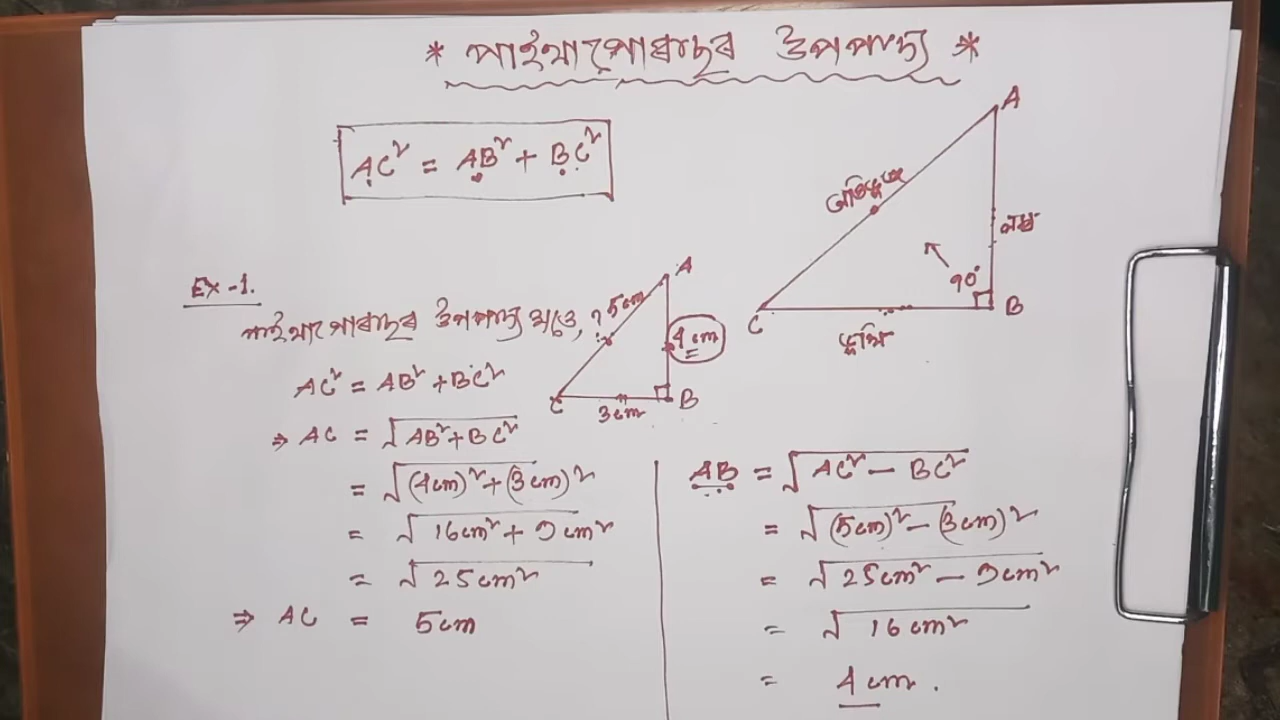 * পাইথাগোৰাছৰ উপপাদ্য *
AC² = AB² + BC²
A
অতিভুজ
লম্ব
90°
C
B
ভূমি
Ex-1.
পাইথাগোৰাছৰ উপপাদ্য মতে,
A
? 5cm
4cm
C
B
3cm
AC² = AB² + BC²
⇒ AC = √AB² + BC²
= √(4cm)² + (3cm)²
= √16cm² + 9cm²
= √25cm²
⇒ AC = 5cm
AB = √AC² − BC²
= √(5cm)² − (3cm)²
= √25cm² − 9cm²
= √16cm²
= 4cm.